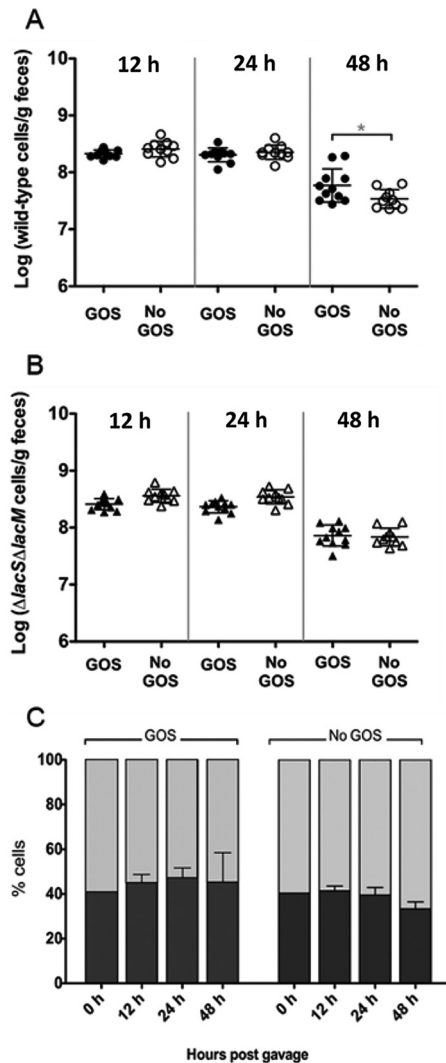 A
12 h 24 h 48 h
10
9
8
7
6
Log (wild-type cells/g feces)
*
GOS No GOS GOS No GOS GOS No GOS
B
12 h 24 h 48 h
10
9
8
7
6
Log (ΔlacSΔlacM cells/g feces)
GOS No GOS GOS No GOS GOS No GOS
C
GOS No GOS
100
80
60
40
20
0
% cells
0 h 12 h 24 h 48 h 0 h 12 h 24 h 48 h
Hours post gavage